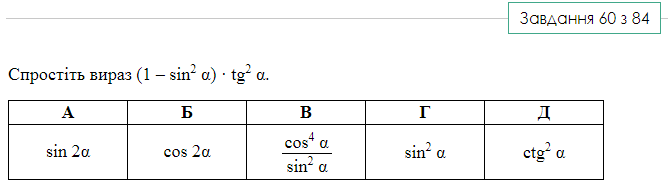 Завдання 60 з 84
Спростіть вираз (1 – sin² α) · tg² α.
А Б В Г Д
sin 2α cos 2α cos⁴ α / sin² α sin² α ctg² α